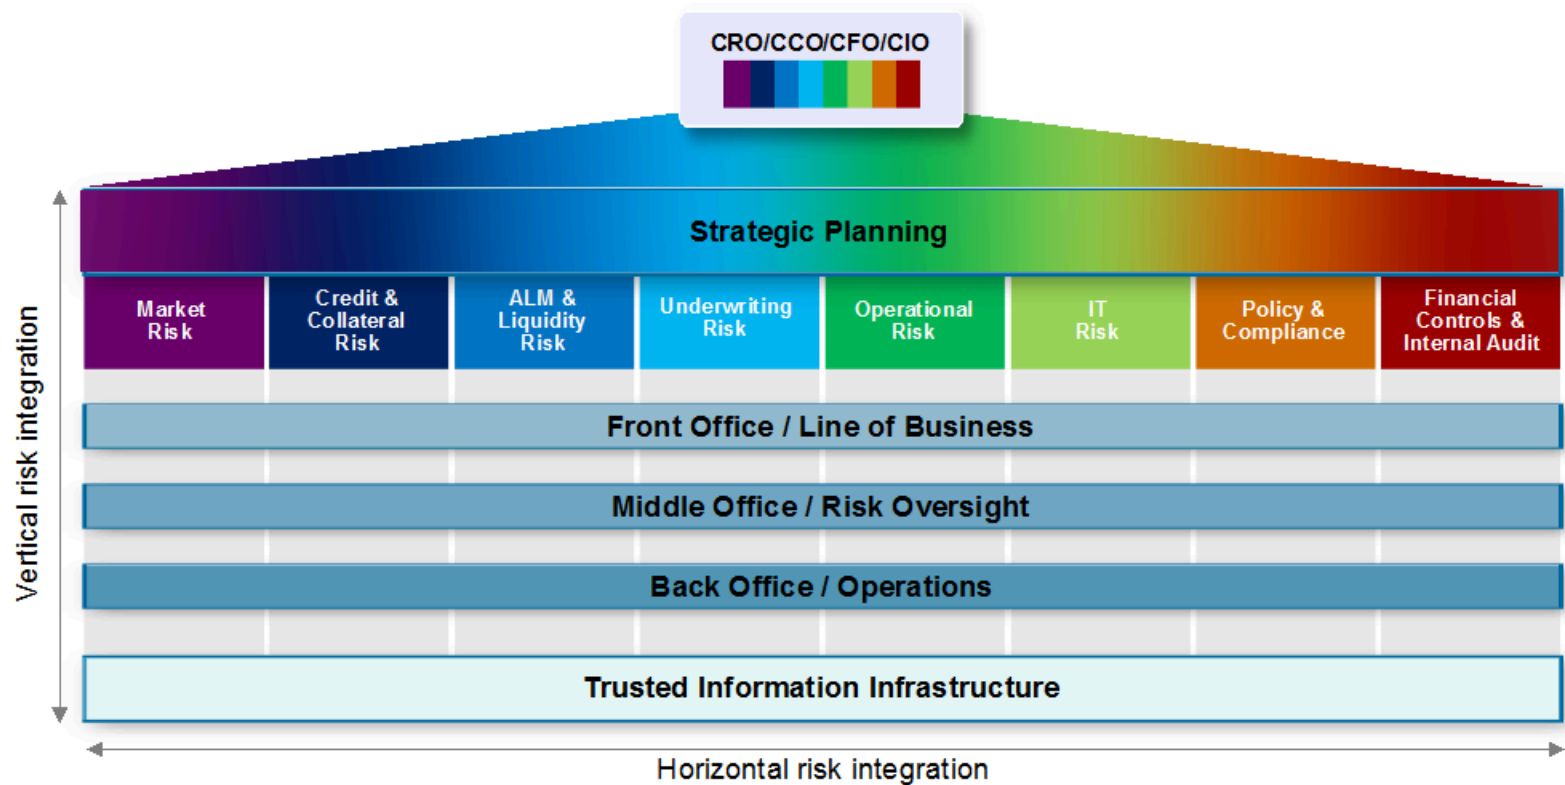 CRO/CCO/CFO/CIO
Strategic Planning
Market
Risk
Credit &
Collateral
Risk
ALM &
Liquidity
Risk
Underwriting
Risk
Operational
Risk
IT
Risk
Policy &
Compliance
Financial
Controls &
Internal Audit
Front Office / Line of Business
Middle Office / Risk Oversight
Back Office / Operations
Trusted Information Infrastructure
Vertical risk integration
Horizontal risk integration